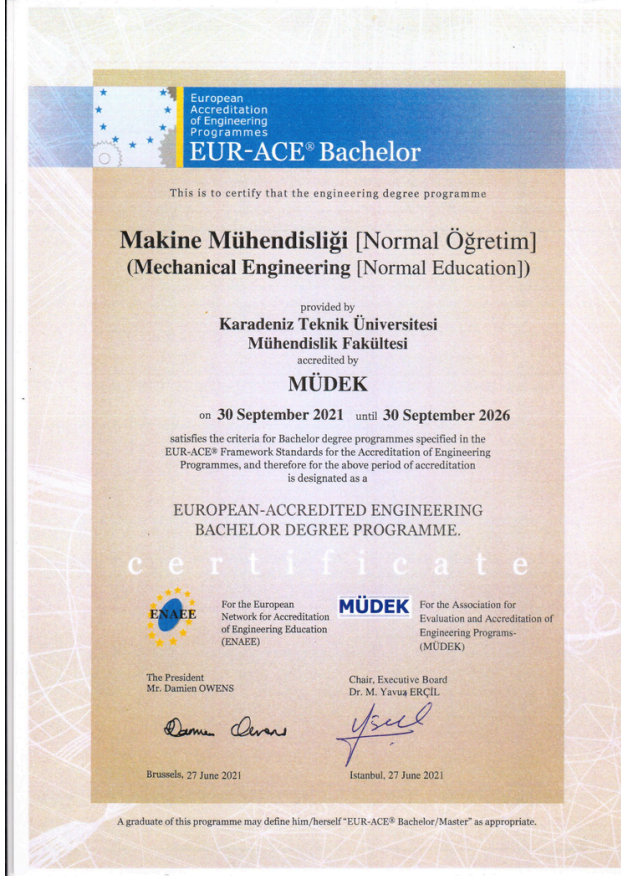 European
Accreditation
of Engineering
Programmes
EUR-ACE® Bachelor
This is to certify that the engineering degree programme
Makine Mühendisliği [Normal Öğretim]
(Mechanical Engineering [Normal Education])
provided by
Karadeniz Teknik Üniversitesi
Mühendislik Fakültesi
accredited by
MÜDEK
on 30 September 2021 until 30 September 2026
satisfies the criteria for Bachelor degree programmes specified in the
EUR-ACE® Framework Standards for the Accreditation of Engineering
Programmes, and therefore for the above period of accreditation
is designated as a
EUROPEAN-ACCREDITED ENGINEERING
BACHELOR DEGREE PROGRAMME.
certificate
ENAEE
For the European
Network for Accreditation
of Engineering Education
(ENAEE)
The President
Mr. Damien OWENS
Damien Owens
Brussels, 27 June 2021
MÜDEK
For the Association for
Evaluation and Accreditation of
Engineering Programs-
(MÜDEK)
Chair, Executive Board
Dr. M. Yavuz ERÇİL
İstanbul, 27 June 2021
A graduate of this programme may define him/herself "EUR-ACE® Bachelor/Master" as appropriate.